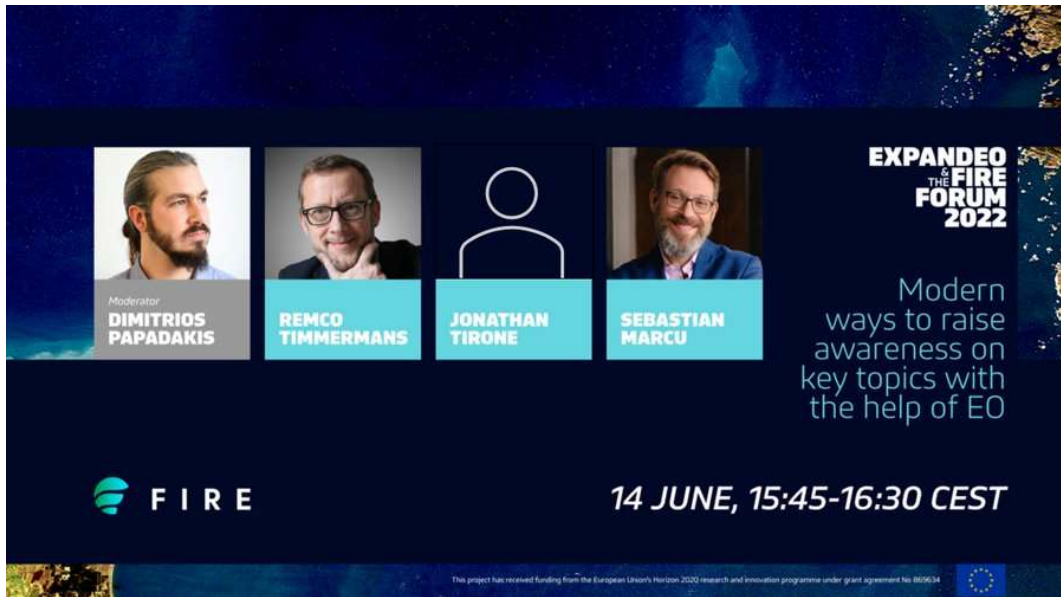 Moderator
DIMITRIOS
PAPADAKIS
REMCO
TIMMERMANS
JONATHAN
TIRONE
SEBASTIAN
MARCU
EXPANDEO
&
THE FIRE
FORUM
2022
Modern
ways to raise
awareness on
key topics with
the help of EO
FIRE
14 JUNE, 15:45-16:30 CEST
This project has received funding from the European Union's Horizon 2020 research and innovation programme under grant agreement No 869634